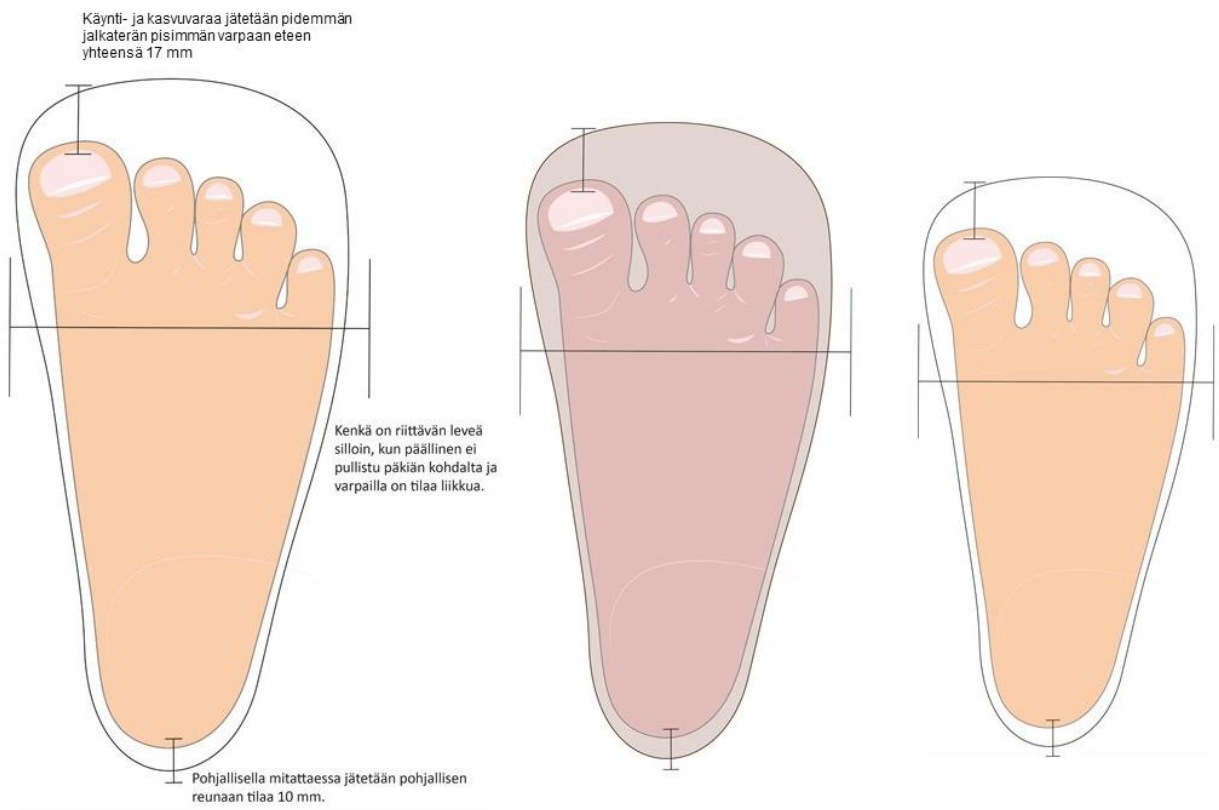 Käynti- ja kasvuvaraa jätetään pidemmän
jalkaterän pisimmän varpaan eteen
yhteensä 17 mm
Kenkä on riittävän leveä
silloin, kun päällinen ei
pullistu päkiän kohdalta ja
varpailla on tilaa liikkua.
Pohjallisella mitattaessa jätetään pohjallisen
reunaan tilaa 10 mm.